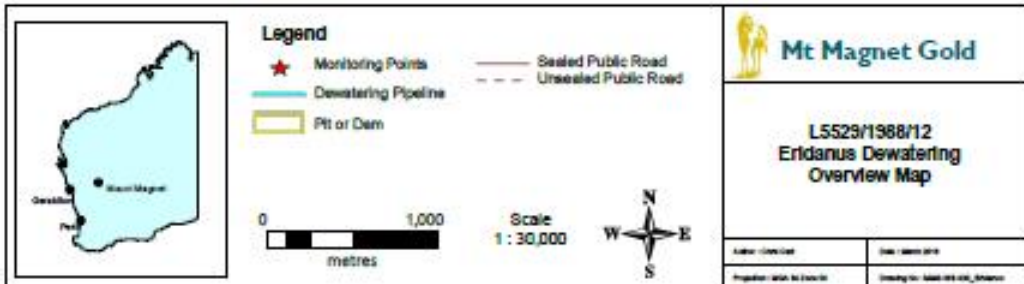 Mount Magnet
Geraldton
Legend
Monitoring Points
Dewatering Pipeline
Pit or Dam
Sealed Public Road
Unsealed Public Road
0 1,000
metres
Scale
1 : 30,000
N
W E
S
Mt Magnet Gold
L5529/1988/12
Eridanus Dewatering
Overview Map